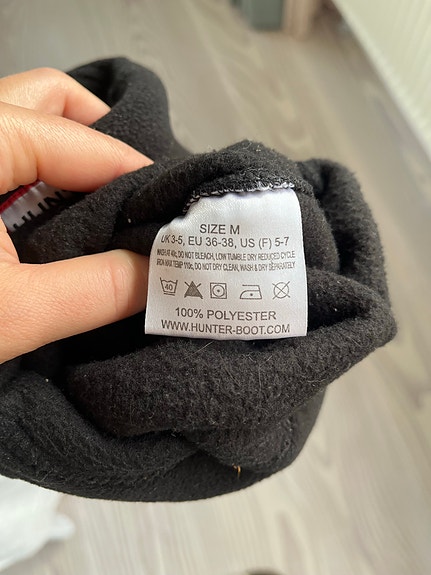 HUN
SIZE M
UK 3-5, EU 36-38, US (F) 5-7
WASH AT 40c, DO NOT BLEACH, LOW TUMBLE DRY REDUCED CYCLE.
IRON MAX TEMP 110c, DO NOT DRY CLEAN, WASH & DRY SEPARATELY
40
100% POLYESTER
WWW.HUNTER-BOOT.COM